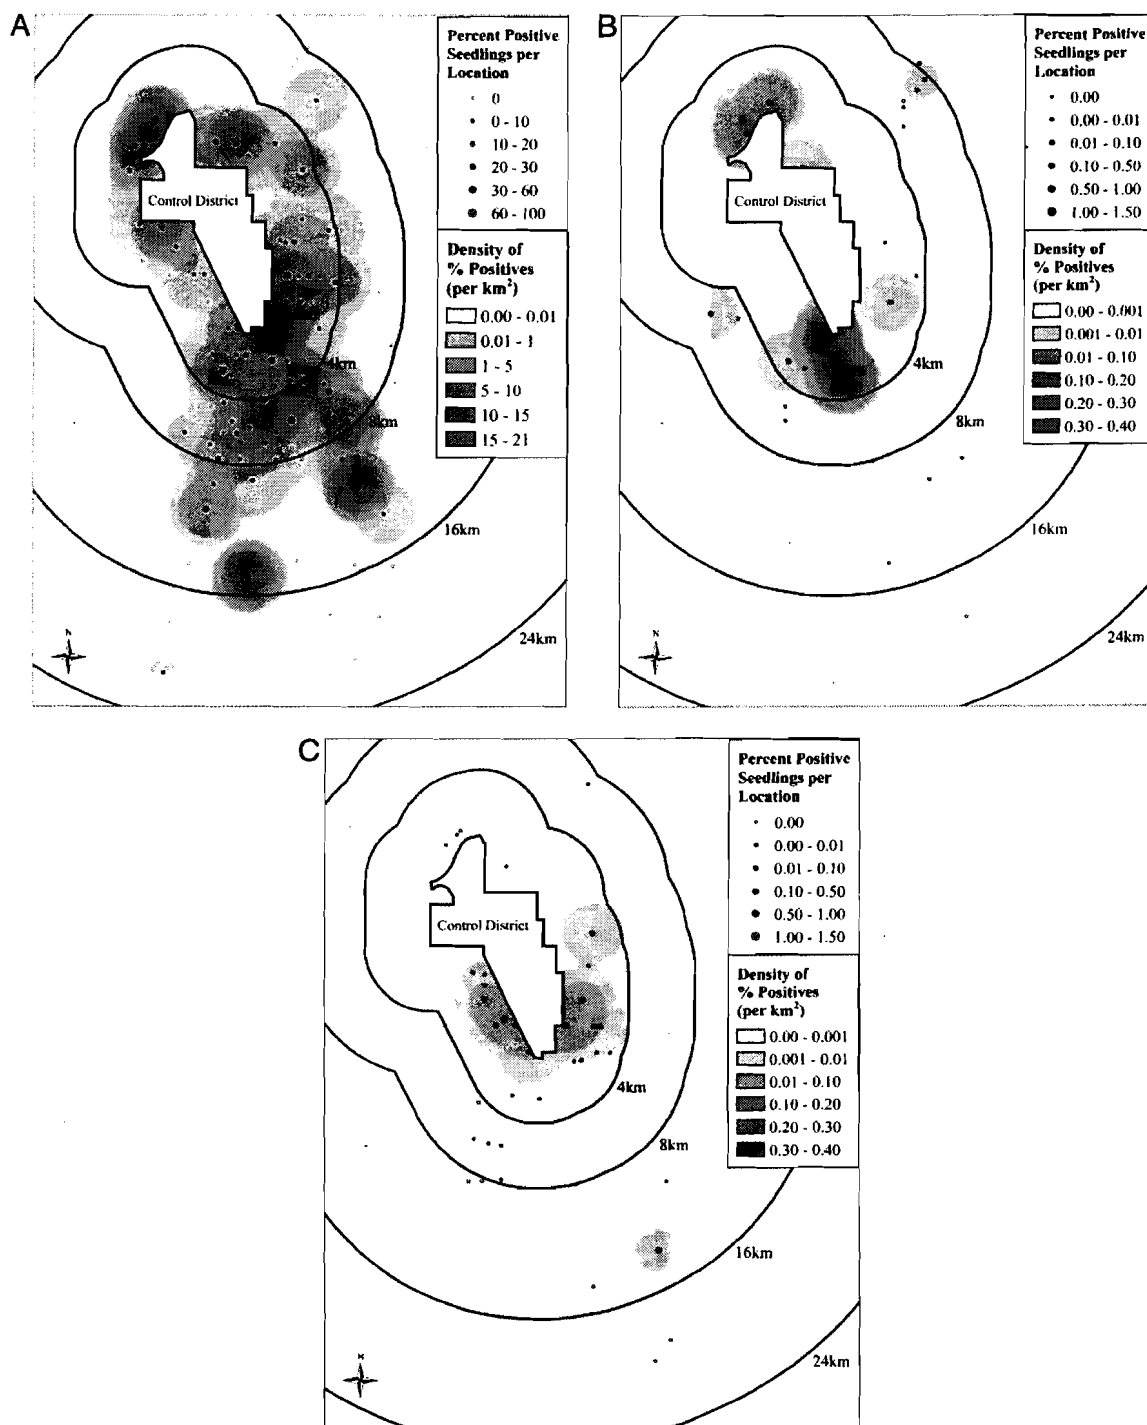 A
Percent Positive
Seedlings per
Location
0
0 - 10
10 - 20
20 - 30
30 - 60
60 - 100
Density of
% Positives
(per km²)
0.00 - 0.01
0.01 - 1
1 - 5
5 - 10
10 - 15
15 - 21
Control District
4km
8km
16km
24km
N
B
Percent Positive
Seedlings per
Location
0.00
0.00 - 0.01
0.01 - 0.10
0.10 - 0.50
0.50 - 1.00
1.00 - 1.50
Density of
% Positives
(per km²)
0.00 - 0.001
0.001 - 0.01
0.01 - 0.10
0.10 - 0.20
0.20 - 0.30
0.30 - 0.40
Control District
4km
8km
16km
24km
N
C
Percent Positive
Seedlings per
Location
0.00
0.00 - 0.01
0.01 - 0.10
0.10 - 0.50
0.50 - 1.00
1.00 - 1.50
Density of
% Positives
(per km²)
0.00 - 0.001
0.001 - 0.01
0.01 - 0.10
0.10 - 0.20
0.20 - 0.30
0.30 - 0.40
Control District
4km
8km
16km
24km
N